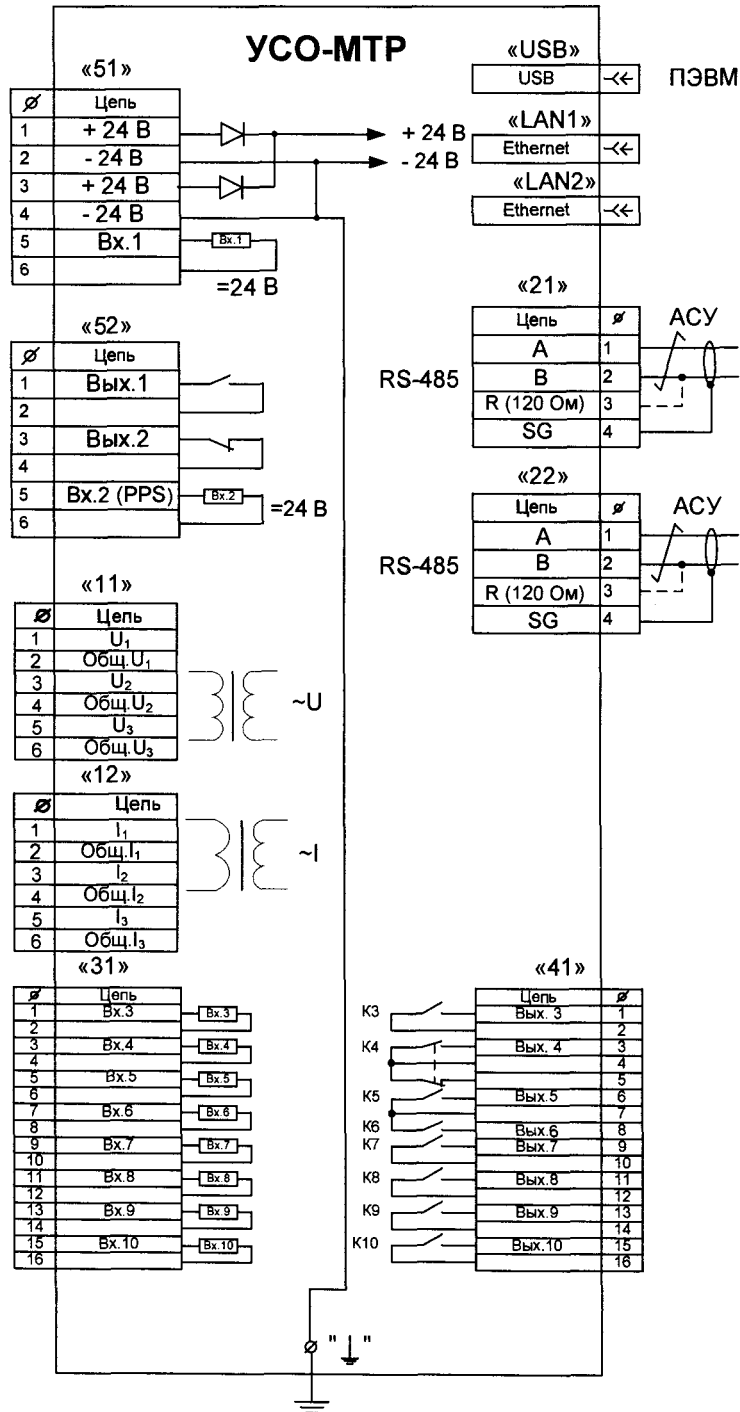 УСО-МТР
«51»
Ø Цепь
1 + 24 В
2 - 24 В
3 + 24 В
4 - 24 В
5 Вх.1
6
Вх.1
=24 В
+ 24 В
- 24 В
«USB»
USB
ПЭВМ
«LAN1»
Ethernet
«LAN2»
Ethernet
«52»
Ø Цепь
1 Вых.1
2
3 Вых.2
4
5 Вх.2 (PPS)
6
Вх.2
=24 В
«21»
Цепь Ø
A 1
B 2
R (120 Ом) 3
SG 4
RS-485
АСУ
«22»
Цепь Ø
A 1
B 2
R (120 Ом) 3
SG 4
RS-485
АСУ
«11»
Ø Цепь
1 U₁
2 Общ.U₁
3 U₂
4 Общ.U₂
5 U₃
6 Общ.U₃
~U
«12»
Ø Цепь
1 I₁
2 Общ.I₁
3 I₂
4 Общ.I₂
5 I₃
6 Общ.I₃
~I
«31»
Ø Цепь
1 Вх.3 Вх.3
2
3 Вх.4 Вх.4
4
5 Вх.5 Вх.5
6
7 Вх.6 Вх.6
8
9 Вх.7 Вх.7
10
11 Вх.8 Вх.8
12
13 Вх.9 Вх.9
14
15 Вх.10 Вх.10
16
«41»
Цепь Ø
К3 Вых. 3 1
2
К4 Вых. 4 3
4
5
К5 Вых.5 6
7
К6 Вых.6 8
К7 Вых.7 9
10
К8 Вых.8 11
12
К9 Вых.9 13
14
К10 Вых.10 15
16
" "